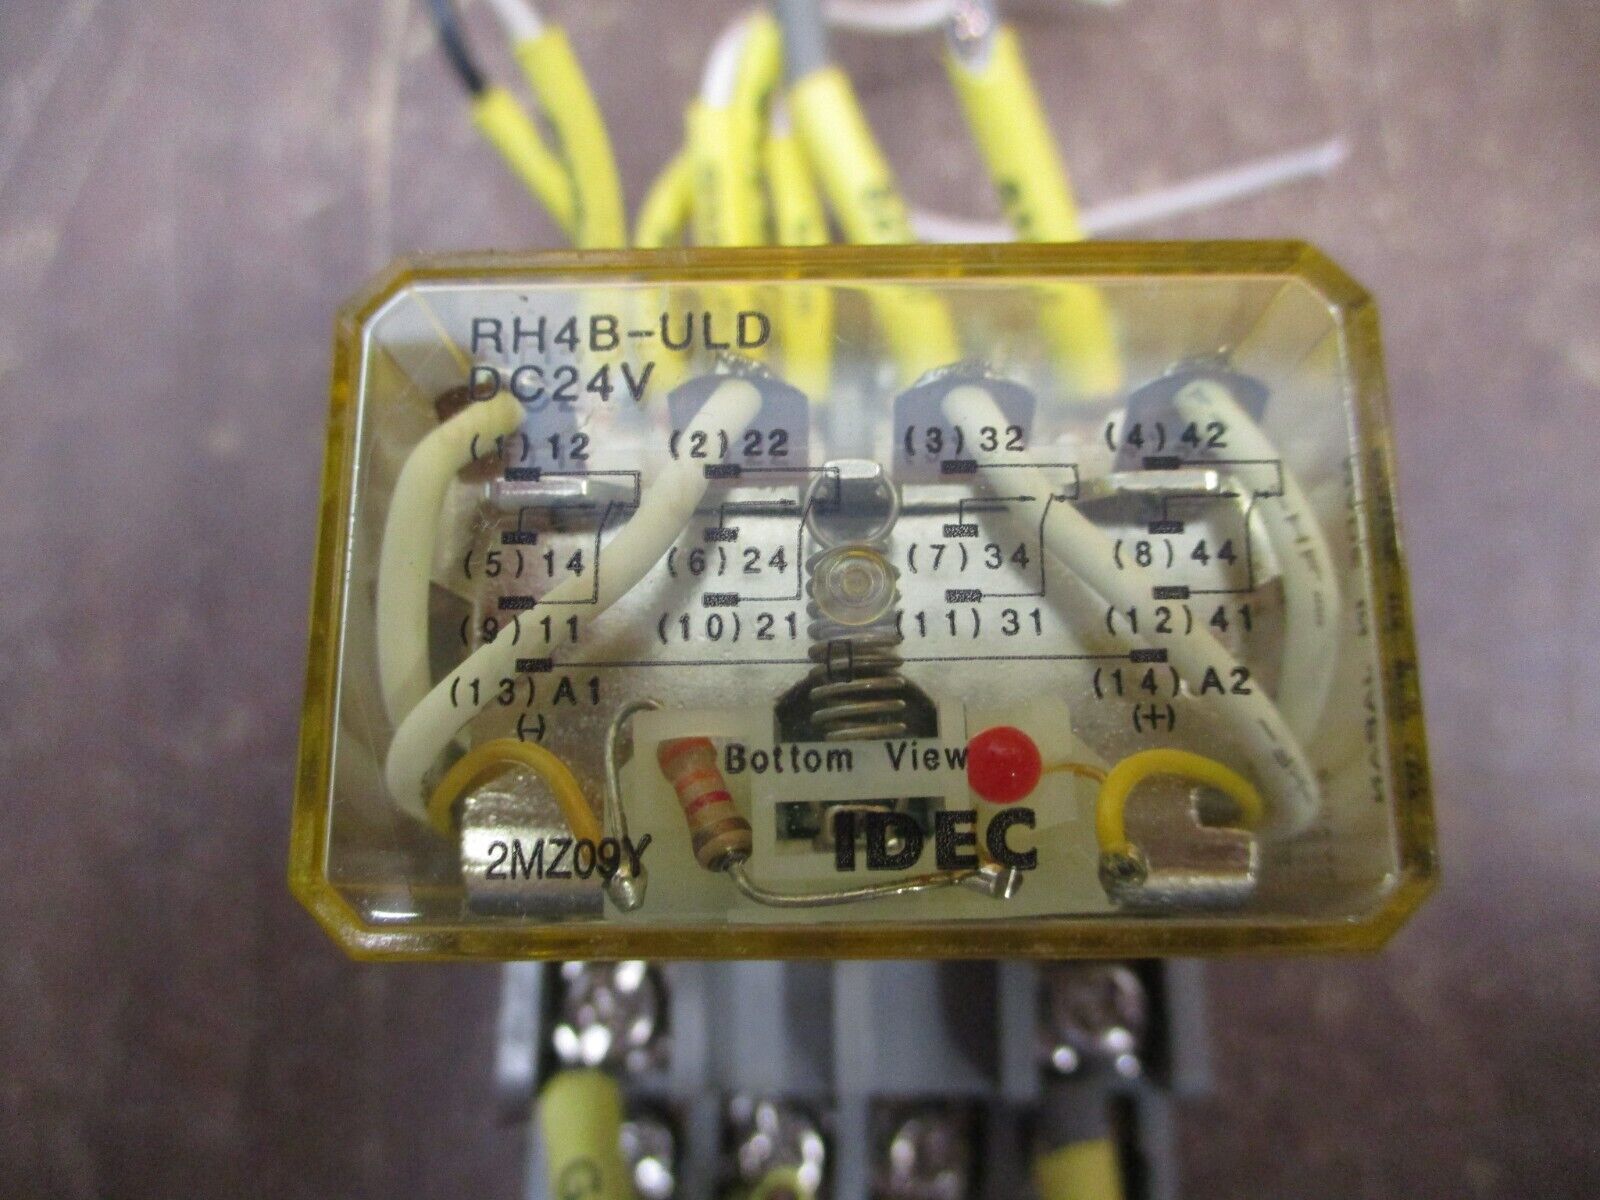 RH4B-ULD
DC24V
(1)12 (2)22 (3)32 (4)42
(5)14 (6)24 (7)34 (8)44
(9)11 (10)21 (11)31 (12)41
(13)A1 (14)A2
(-) (+)
Bottom View
2MZ09Y IDEC